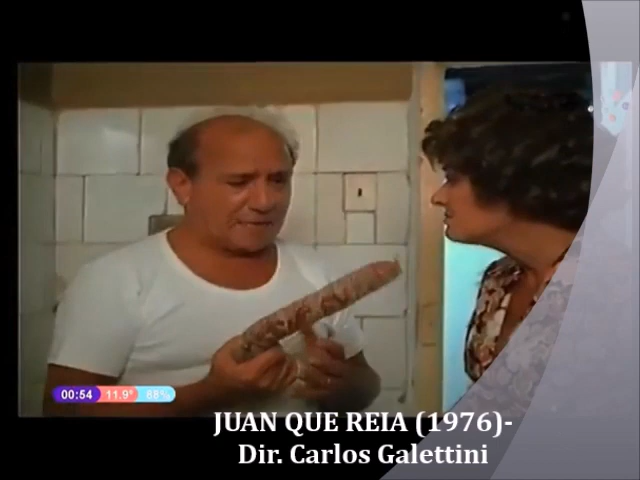 00:54 11.9° 88%
JUAN QUE REIA (1976)-
Dir. Carlos Galettini